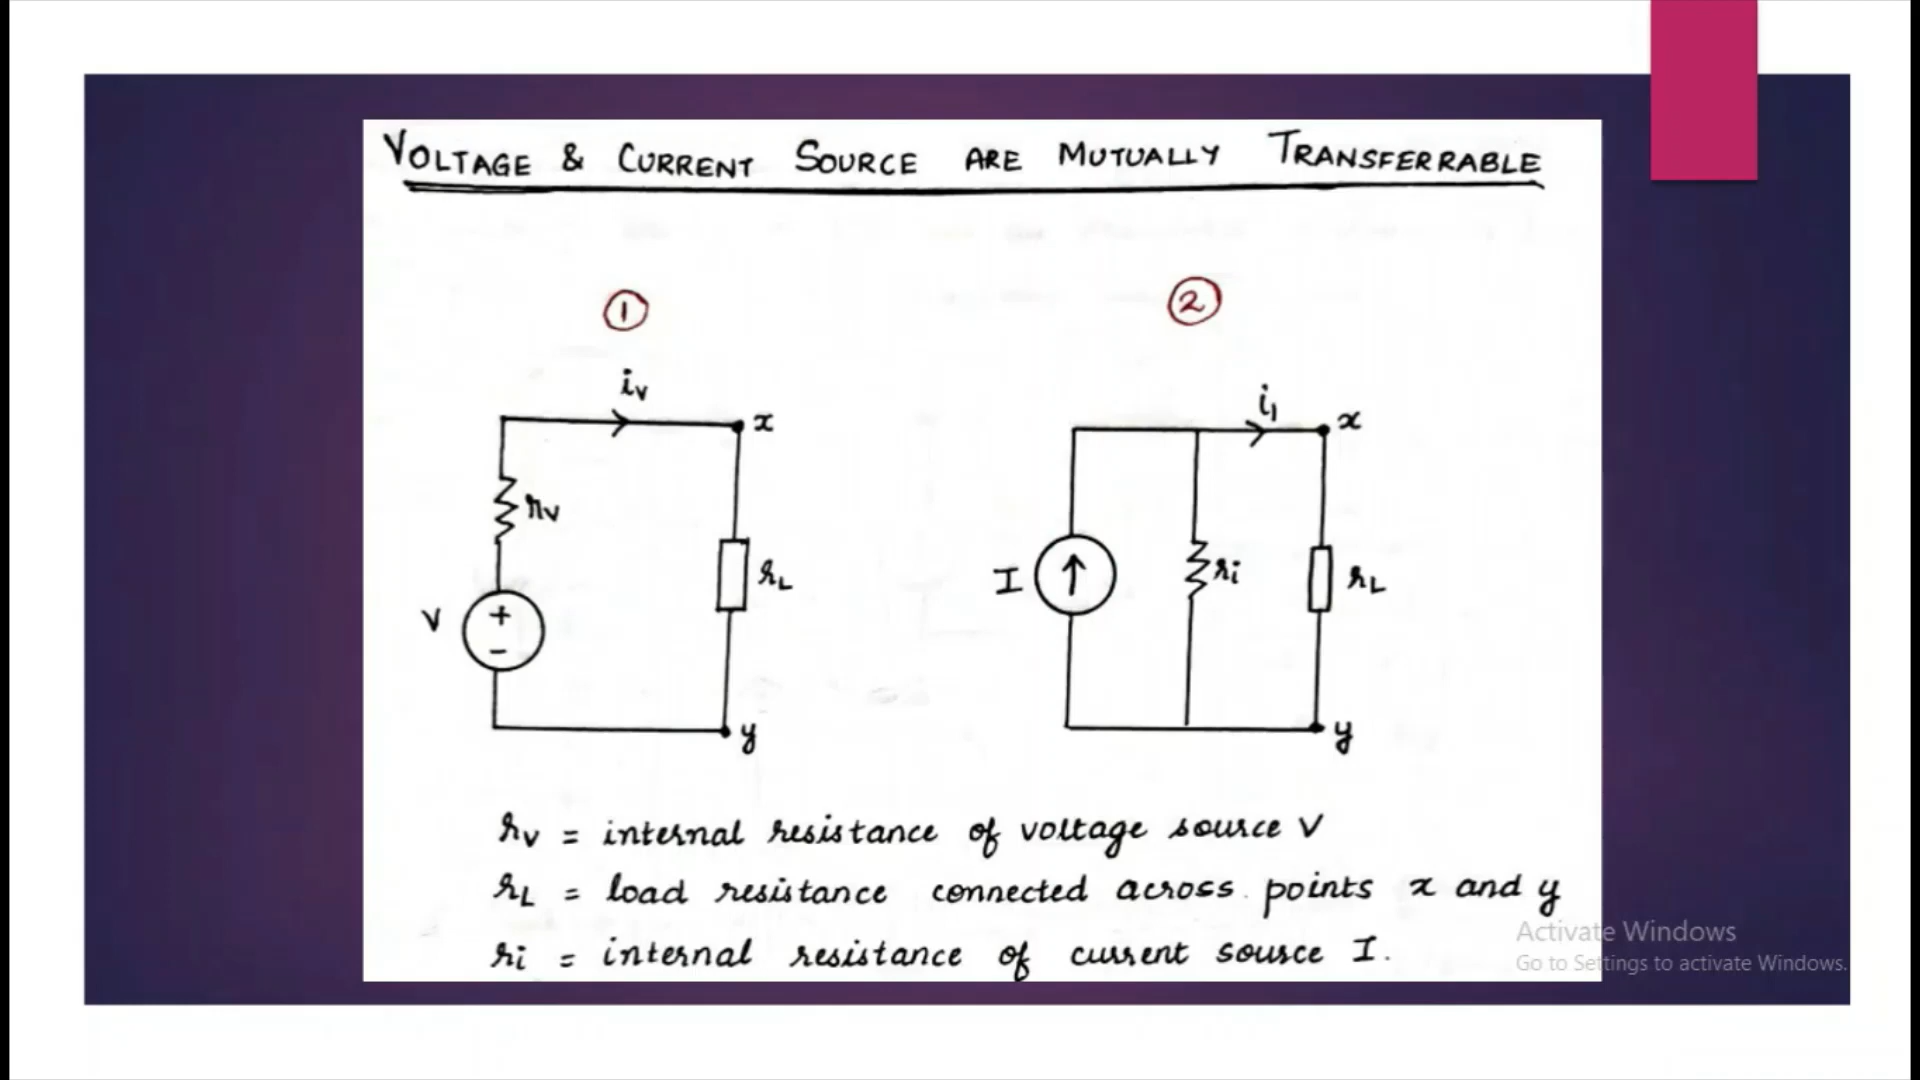 VOLTAGE & CURRENT SOURCE ARE MUTUALLY TRANSFERRABLE
1
2
iv
x
rv
V
+
-
rL
y
i1
x
I
ri
rL
y
rv = internal resistance of voltage source V
rL = load resistance connected across points x and y
ri = internal resistance of current source I.
Activate Windows
Go to Settings to activate Windows.